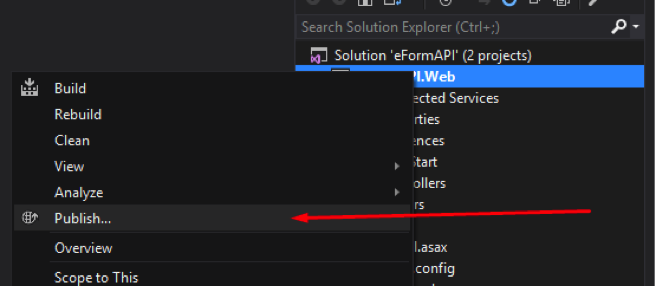 Search Solution Explorer (Ctrl+;)
Solution 'eFormAPI' (2 projects)
PI.Web
ected Services
erties
ences
Start
ollers
rs
l.asax
config
Build
Rebuild
Clean
View
Analyze
Publish...
Overview
Scope to This